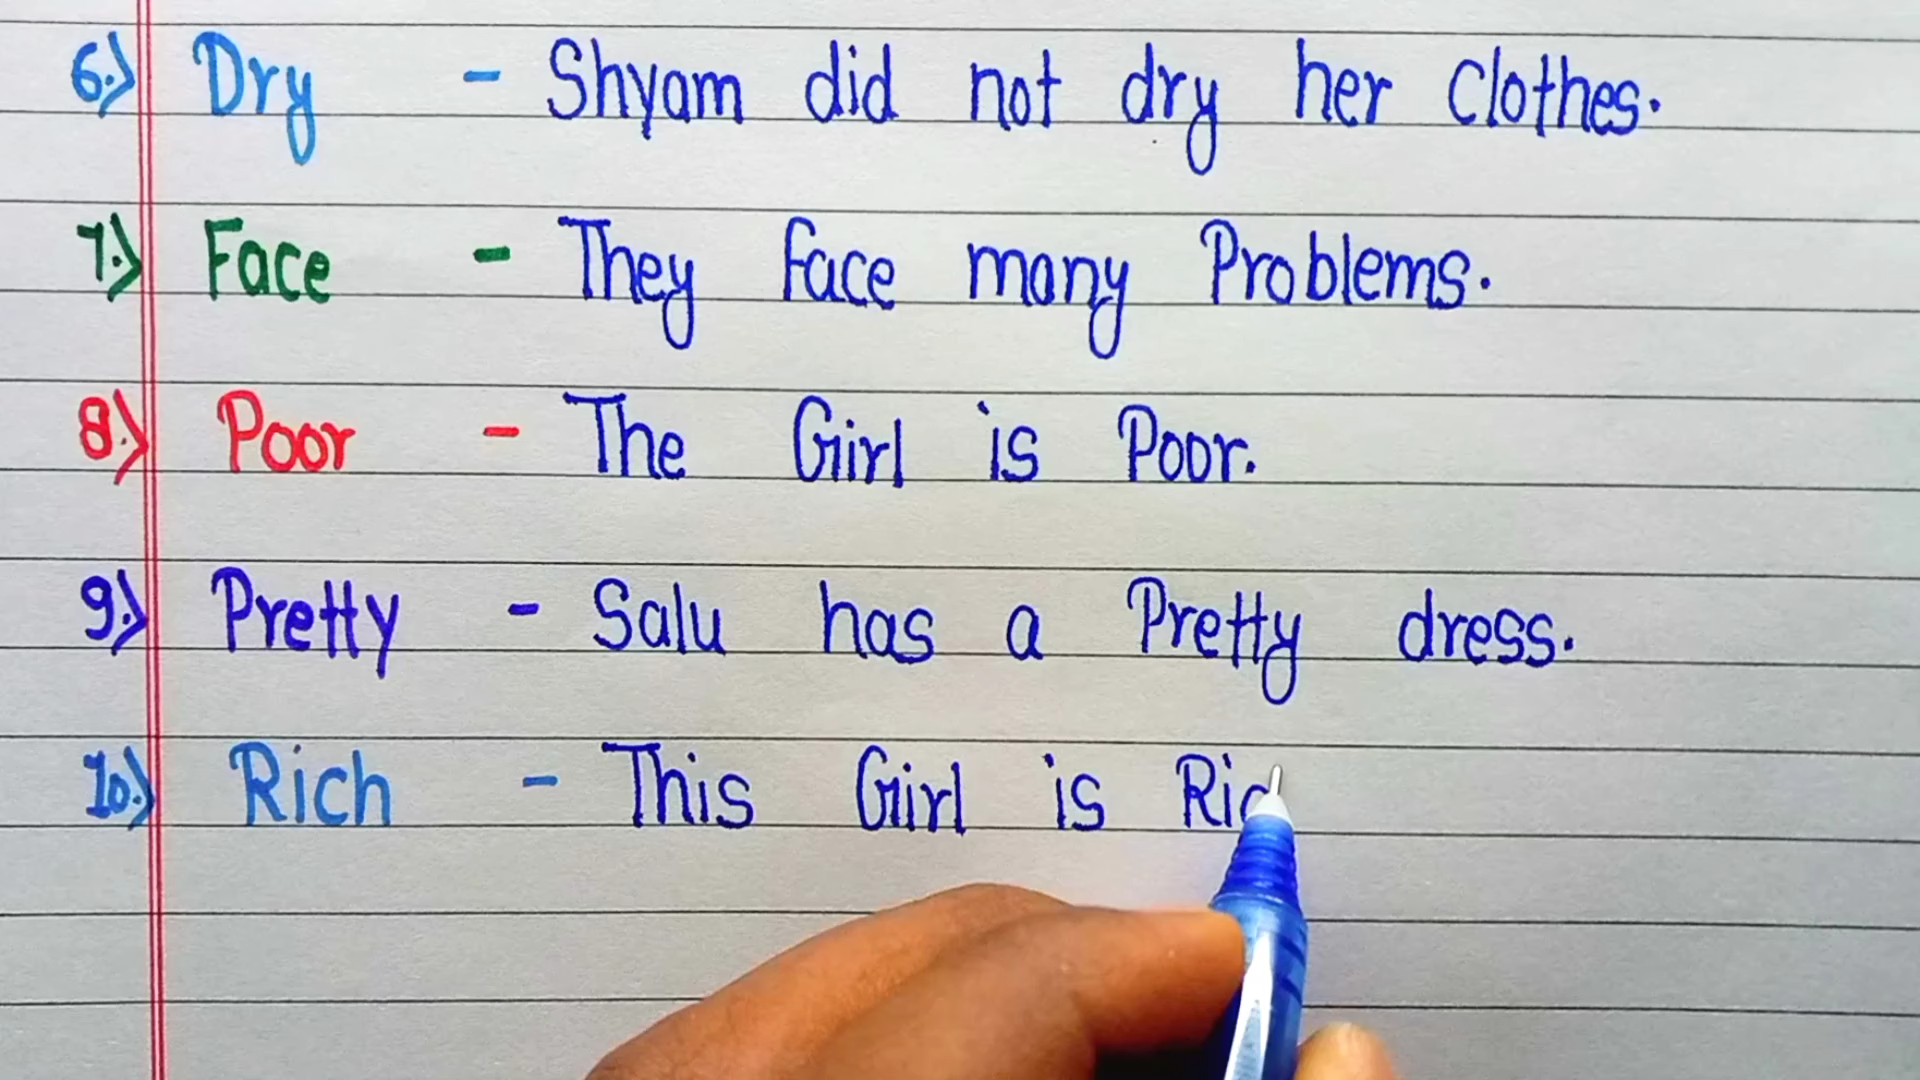 6.) Dry - Shyam did not dry her clothes.
7.) Face - They face many Problems.
8.) Poor - The Girl is Poor.
9.) Pretty - Salu has a Pretty dress.
10.) Rich - This Girl is Ric